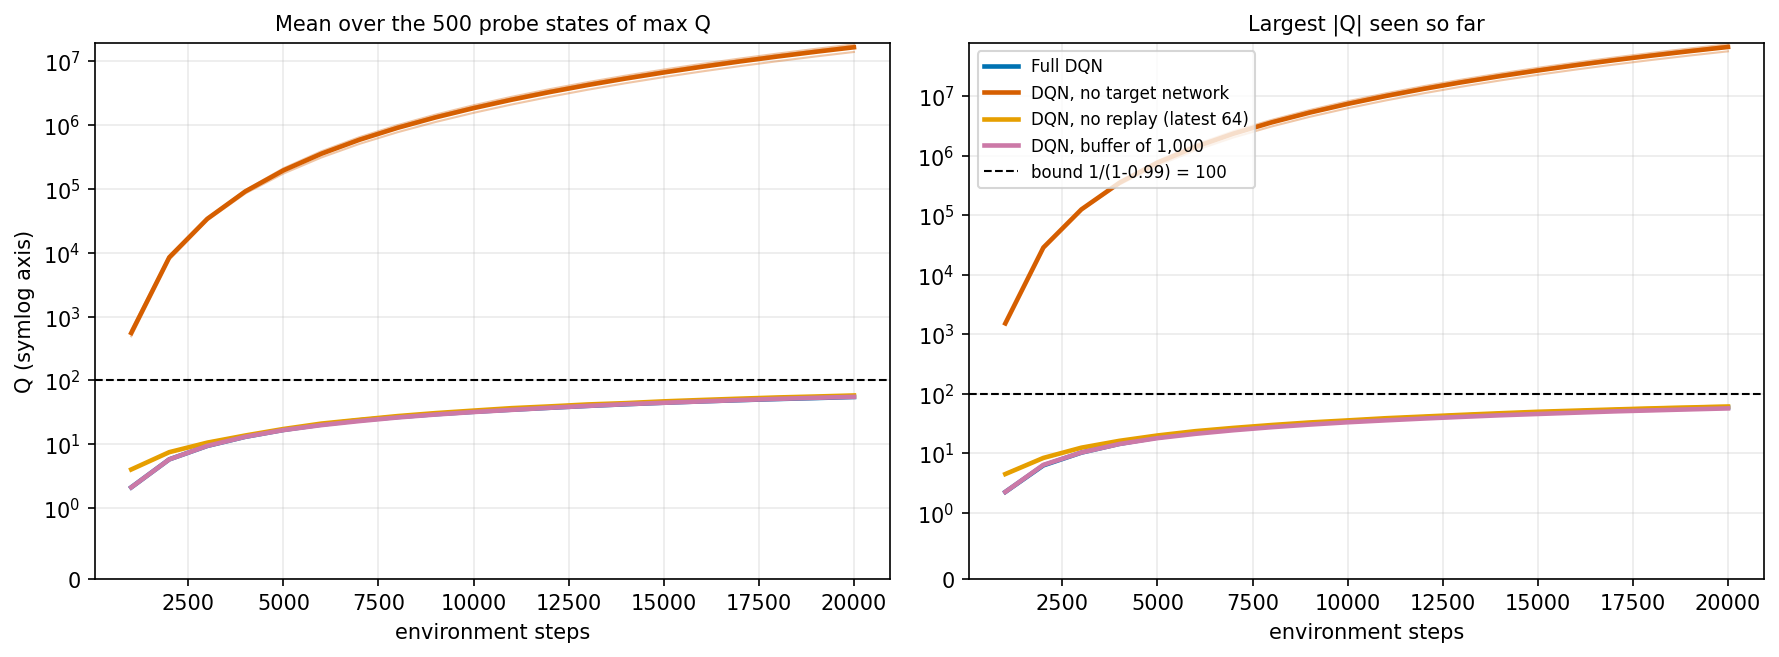 Mean over the 500 probe states of max Q
Q (symlog axis)
10^7
10^6
10^5
10^4
10^3
10^2
10^1
10^0
0
2500 5000 7500 10000 12500 15000 17500 20000
environment steps
Largest |Q| seen so far
Full DQN
DQN, no target network
DQN, no replay (latest 64)
DQN, buffer of 1,000
bound 1/(1-0.99) = 100
10^7
10^6
10^5
10^4
10^3
10^2
10^1
10^0
0
2500 5000 7500 10000 12500 15000 17500 20000
environment steps